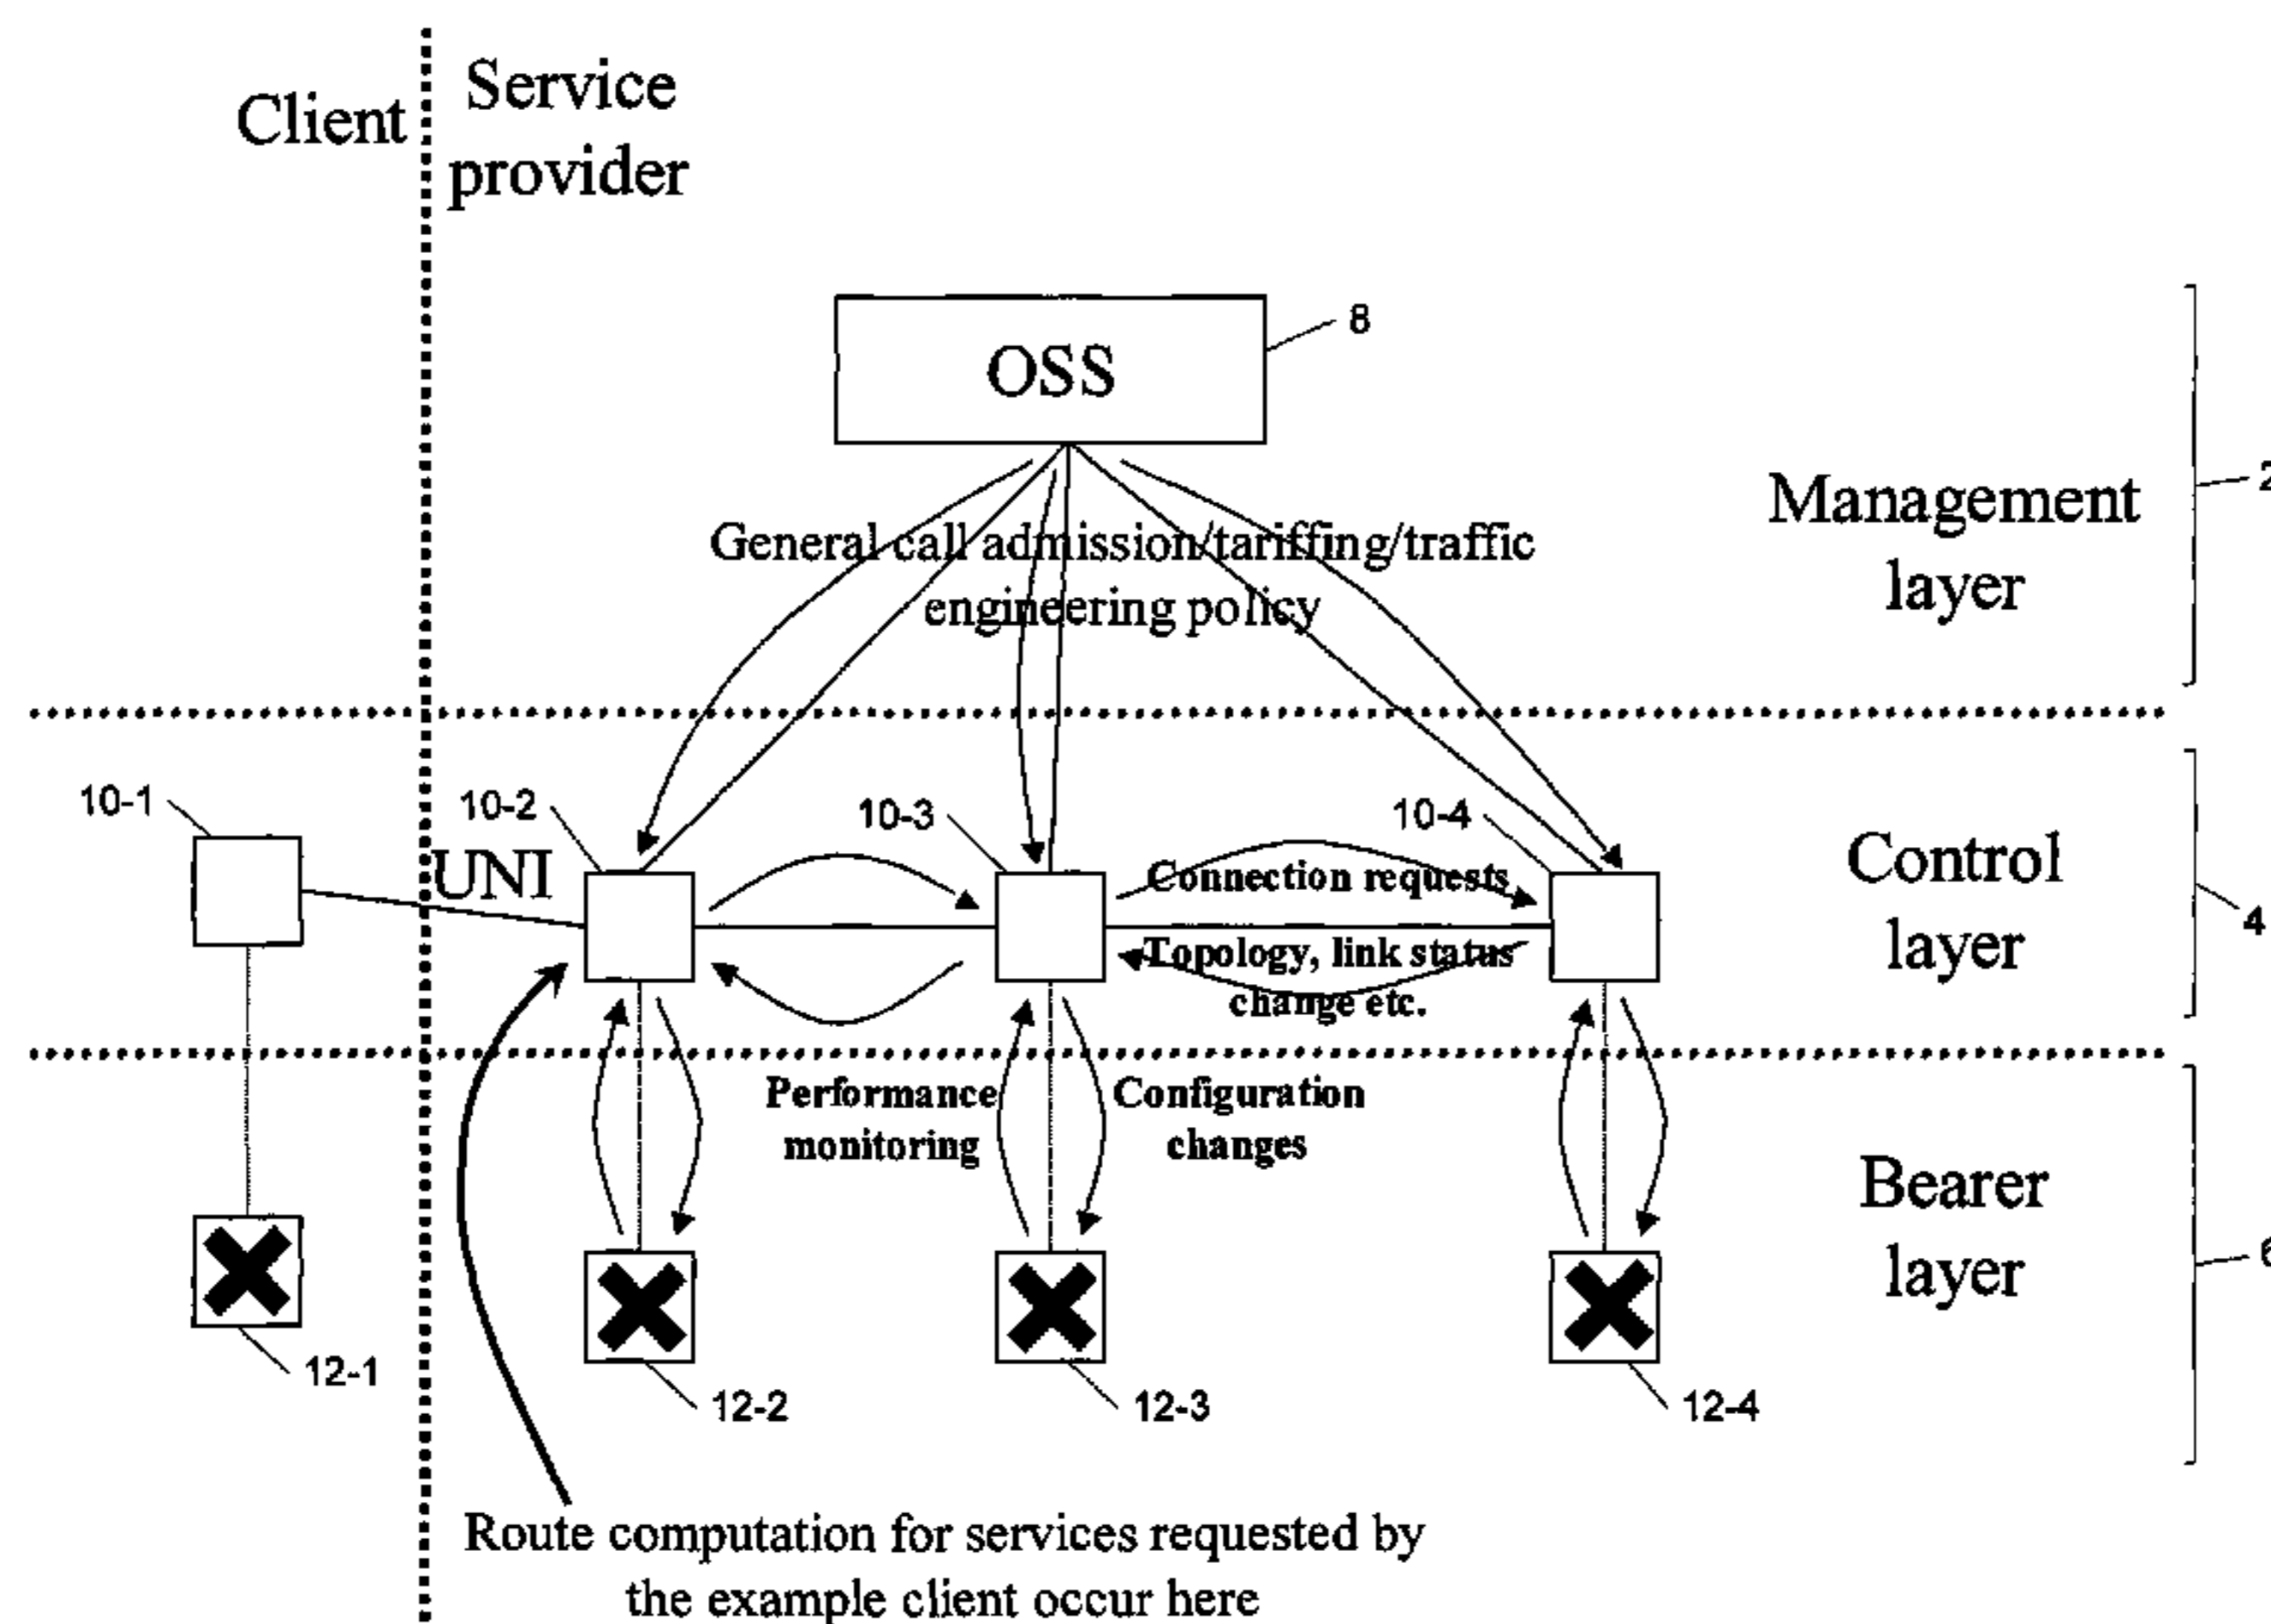 Client
Service
provider
OSS
8
General call admission/tariffing/traffic
engineering policy
Management
layer
2
10-1
10-2
10-3
10-4
UNI
Connection requests
Topology, link status
change etc.
Control
layer
4
Performance
monitoring
Configuration
changes
Bearer
layer
6
12-1
12-2
12-3
12-4
Route computation for services requested by
the example client occur here